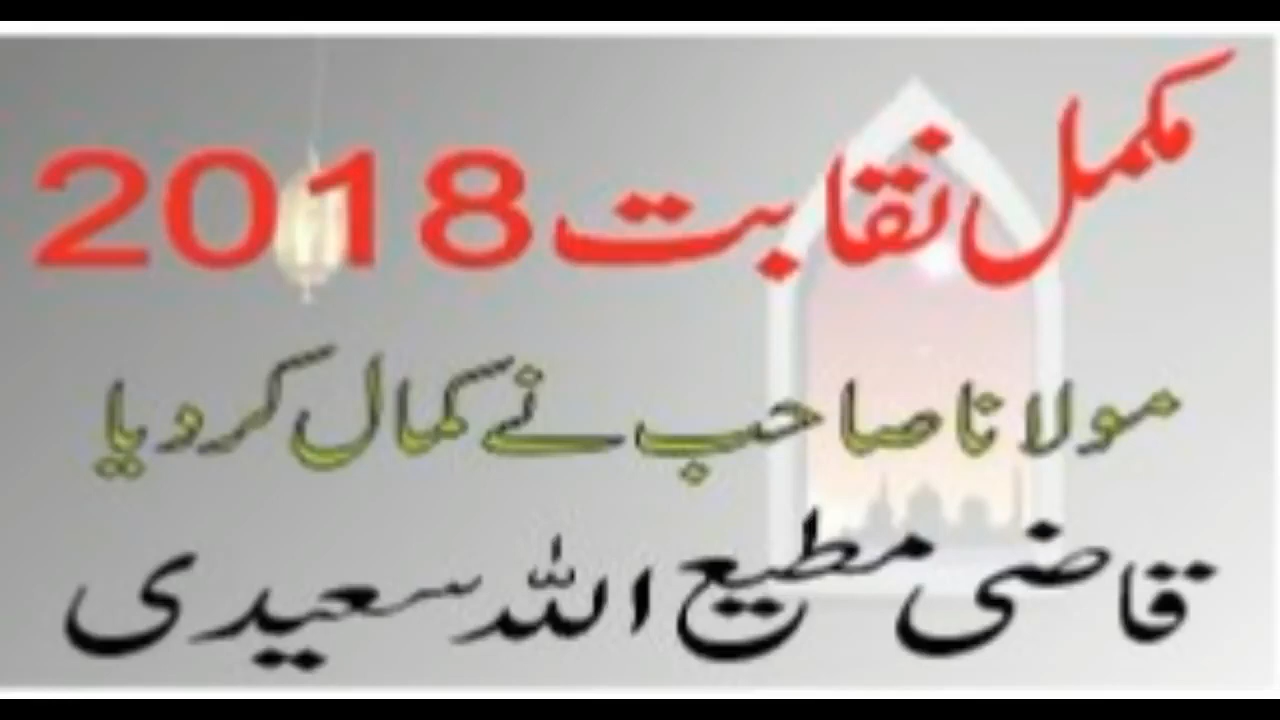 مکمل نقابت 2018
مولانا صاحب نے کمال کر دیا
قاضی مطیع اللہ سعیدی